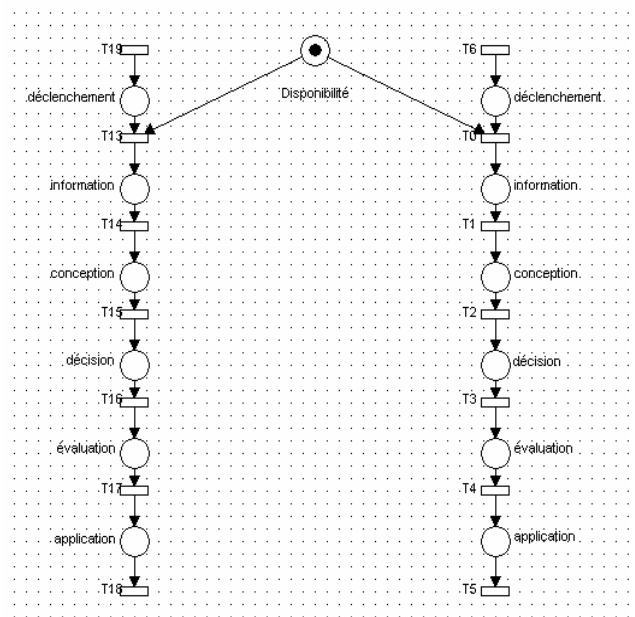 T19
T6
Disponibilité
déclenchement
déclenchement
T13
T0
information
information
T14
T1
conception
conception
T15
T2
décision
décision
T16
T3
évaluation
évaluation
T17
T4
application
application
T18
T5